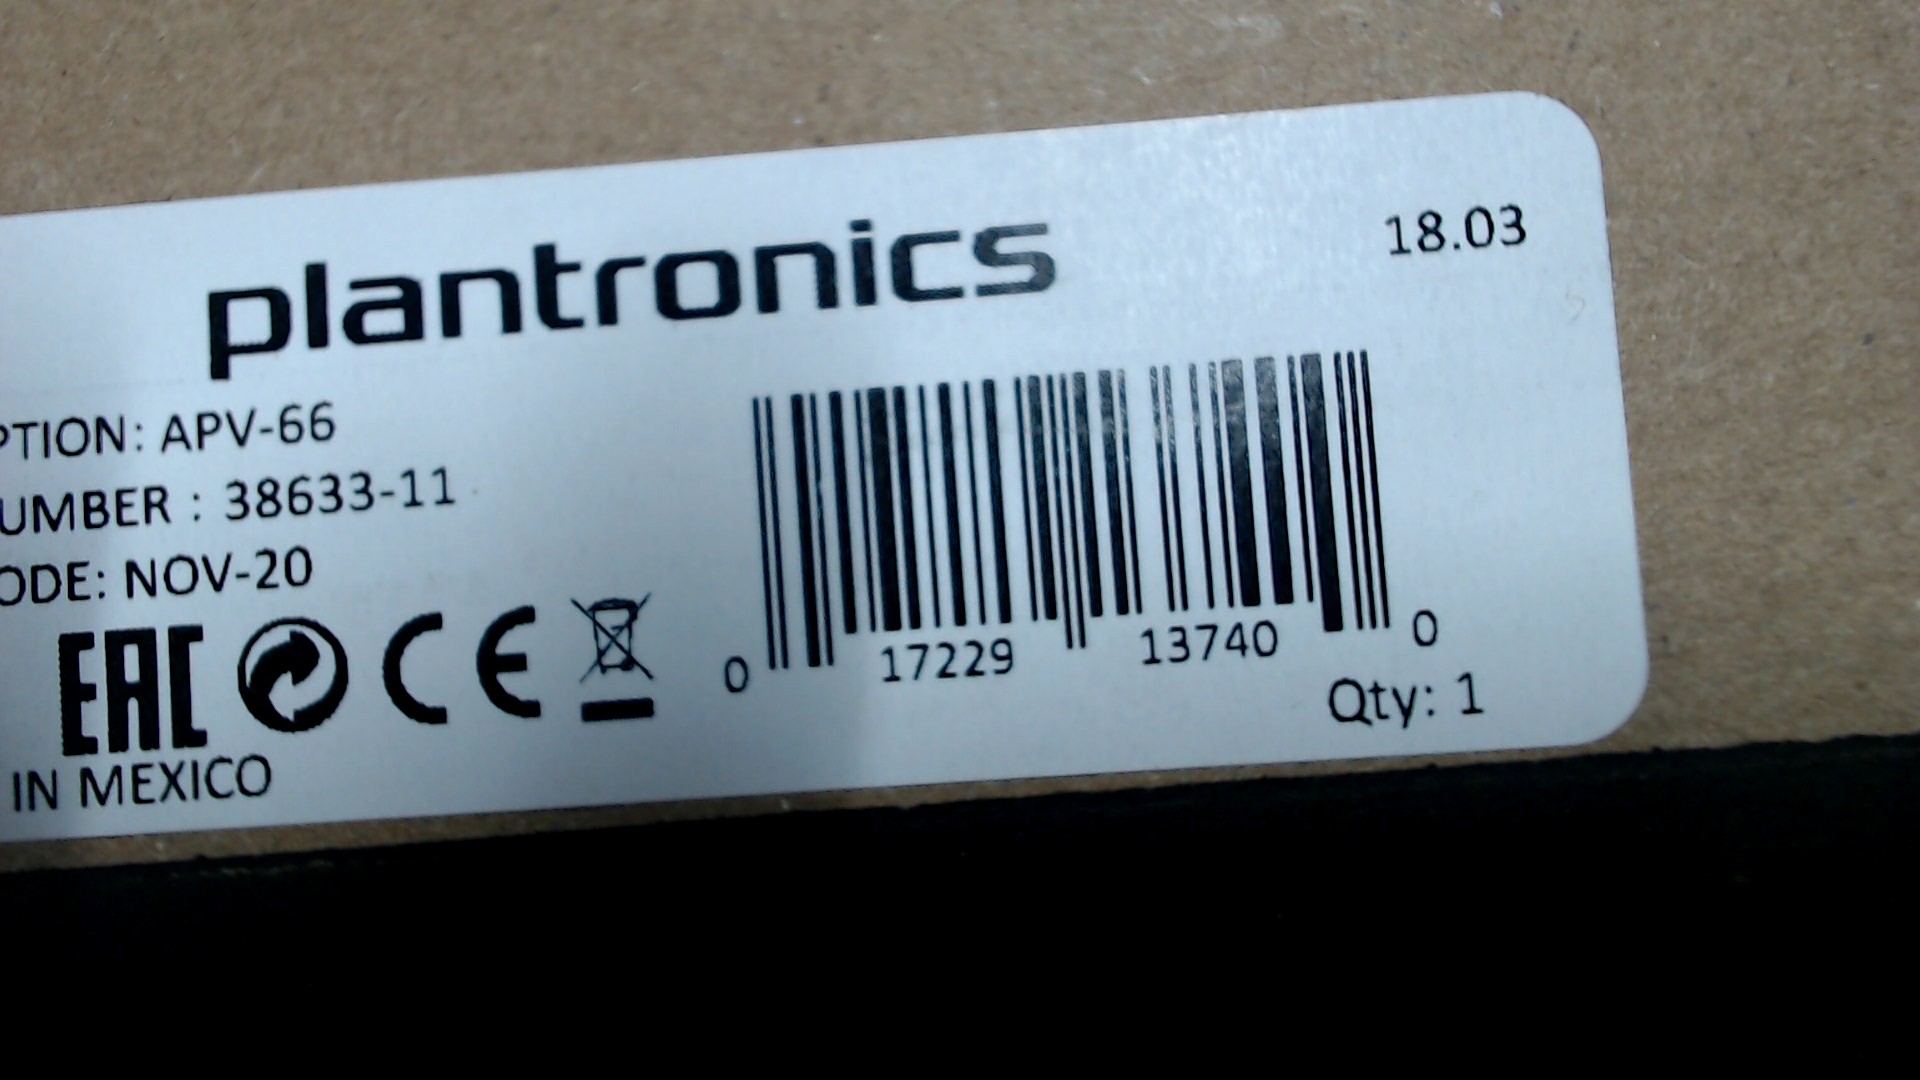 plantronics
18.03
PTION: APV-66
UMBER : 38633-11
ODE: NOV-20
EAC
CE
IN MEXICO
0 17229 13740 0
Qty: 1